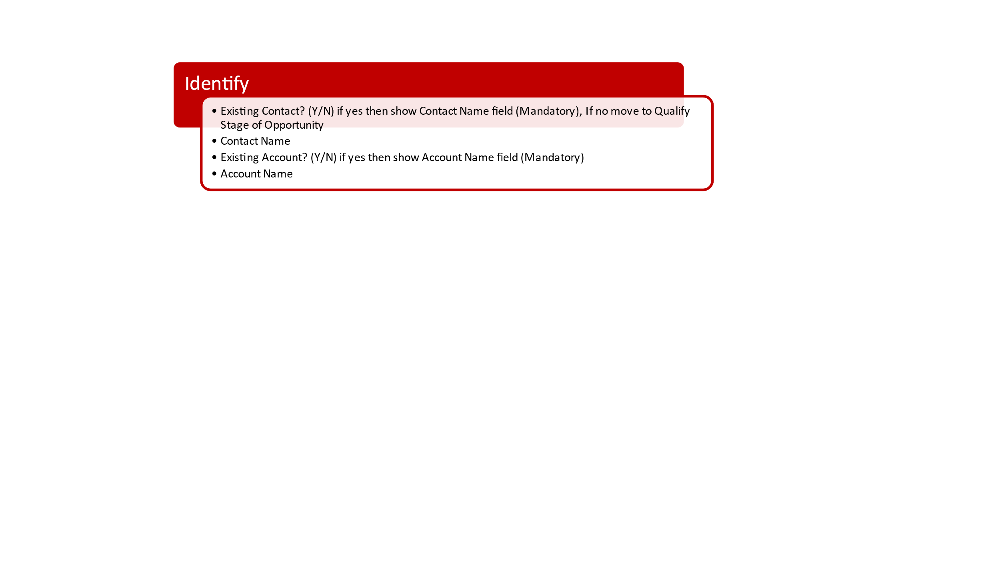 Identify
• Existing Contact? (Y/N) if yes then show Contact Name field (Mandatory), If no move to Qualify
Stage of Opportunity
• Contact Name
• Existing Account? (Y/N) if yes then show Account Name field (Mandatory)
• Account Name